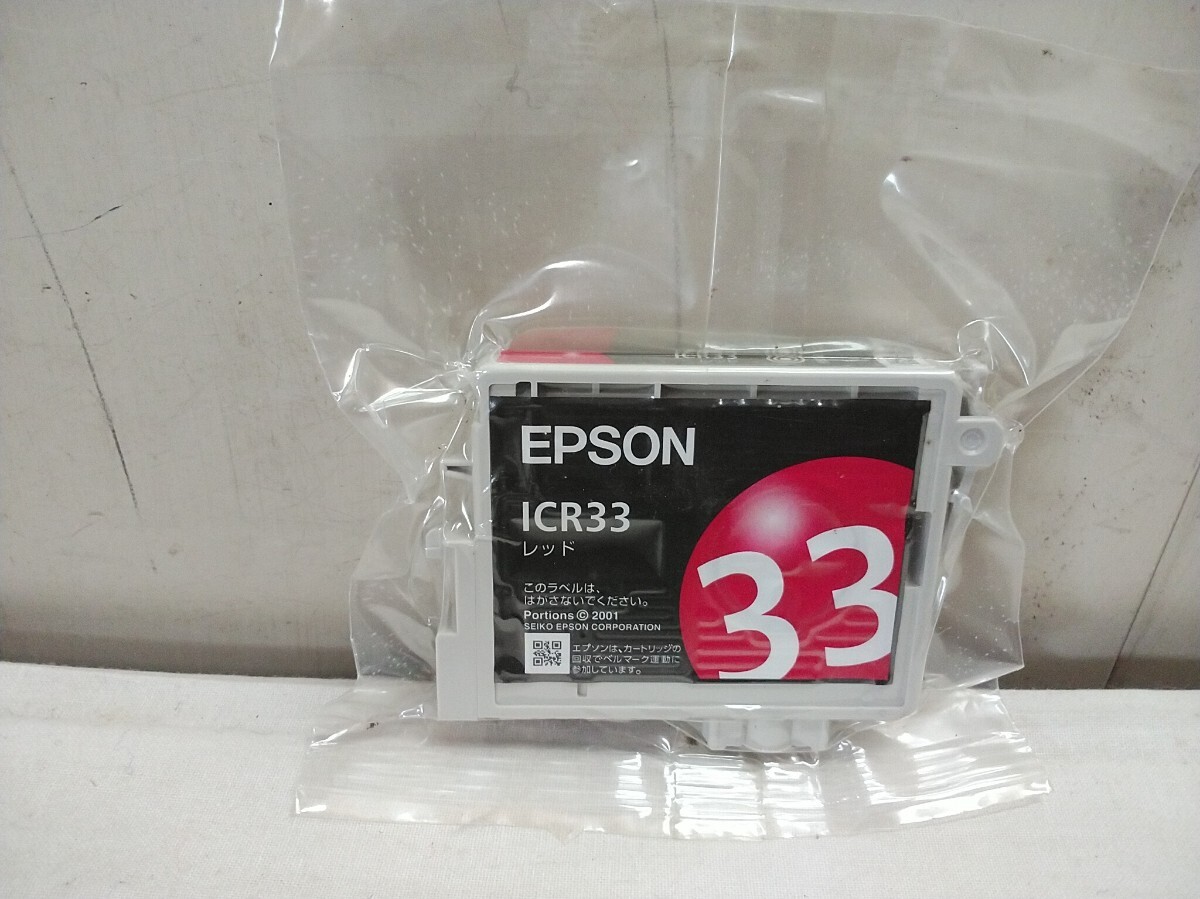 ICR33
EPSON
ICR33
レッド
33
このラベルは、
はがさないでください。
Portions © 2001
SEIKO EPSON CORPORATION
エプソンは、カートリッジの
回収でベルマーク運動に
参加しています。